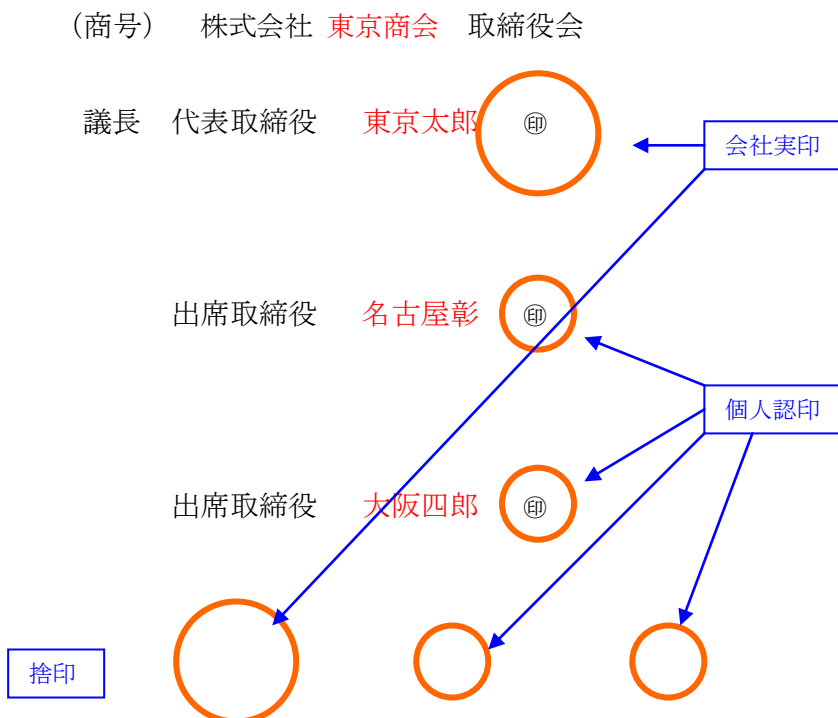 （商号）　株式会社 東京商会　取締役会
議長　代表取締役　東京太郎　㊞
会社実印
出席取締役　名古屋彰　㊞
個人認印
出席取締役　大阪四郎　㊞
捨印